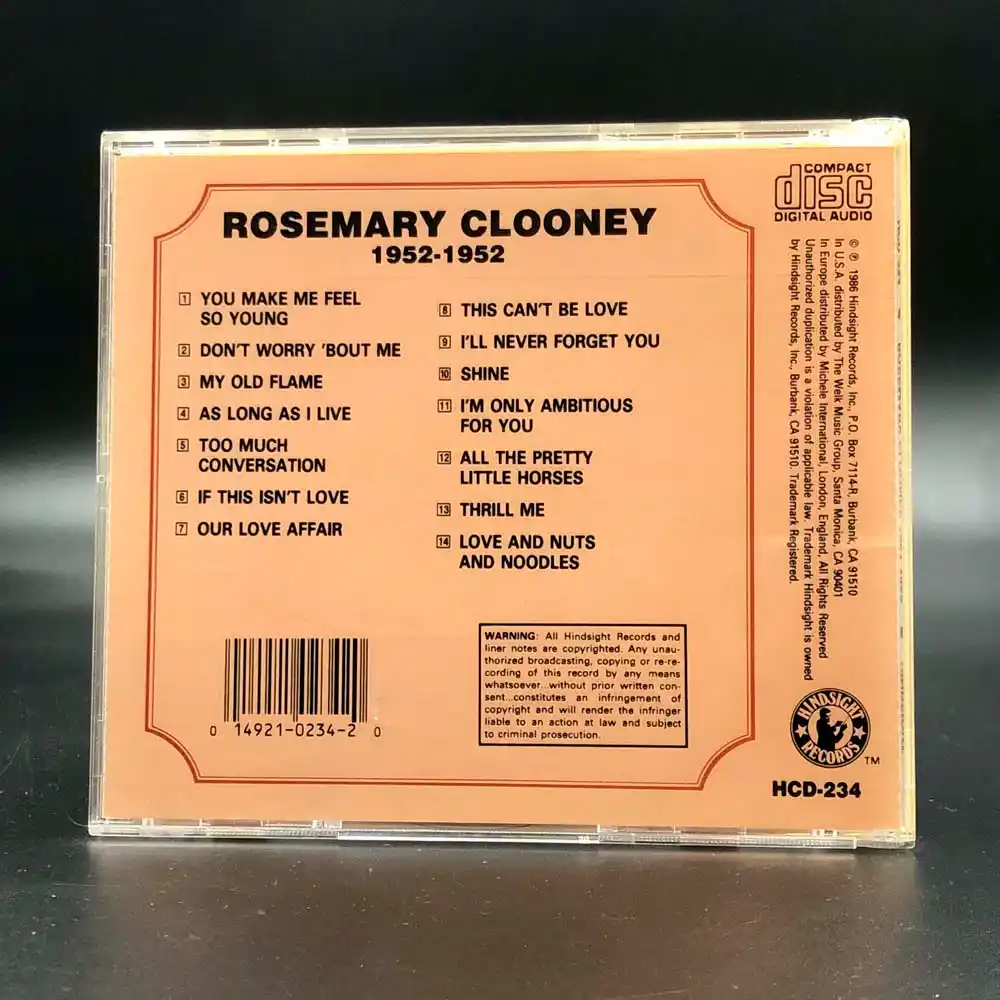 ROSEMARY CLOONEY
1952-1952
1 YOU MAKE ME FEEL
SO YOUNG
2 DON'T WORRY 'BOUT ME
3 MY OLD FLAME
4 AS LONG AS I LIVE
5 TOO MUCH
CONVERSATION
6 IF THIS ISN'T LOVE
7 OUR LOVE AFFAIR
8 THIS CAN'T BE LOVE
9 I'LL NEVER FORGET YOU
10 SHINE
11 I'M ONLY AMBITIOUS
FOR YOU
12 ALL THE PRETTY
LITTLE HORSES
13 THRILL ME
14 LOVE AND NUTS
AND NOODLES
0 14921-0234-2 0
WARNING: All Hindsight Records and
liner notes are copyrighted. Any unau-
thorized broadcasting, copying or re-re-
cording of this record by any means
whatsoever...without prior written con-
sent...constitutes an infringement of
copyright and will render the infringer
liable to an action at law and subject
to criminal prosecution.
COMPACT
disc
DIGITAL AUDIO
© ℗ 1986 Hindsight Records, Inc., P.O. Box 7114-R, Burbank, CA 91510
In U.S.A. distributed by The Welk Music Group, Santa Monica, CA 90401
In Europe distributed by Michele International, London, England, All Rights Reserved
Unauthorized duplication is a violation of applicable law. Trademark Hindsight is owned
by Hindsight Records, Inc., Burbank, CA 91510. Trademark Registered.
HINDSIGHT
RECORDS
TM
HCD-234